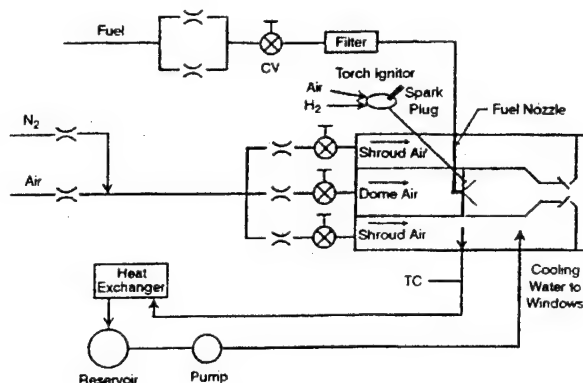 Fuel
Filter
CV
Torch Ignitor
Air
H2
Spark
Plug
Fuel Nozzle
N2
Shroud Air
Air
Dome Air
Shroud Air
Heat
Exchanger
TC
Cooling
Water to
Windows
Reservoir
Pump